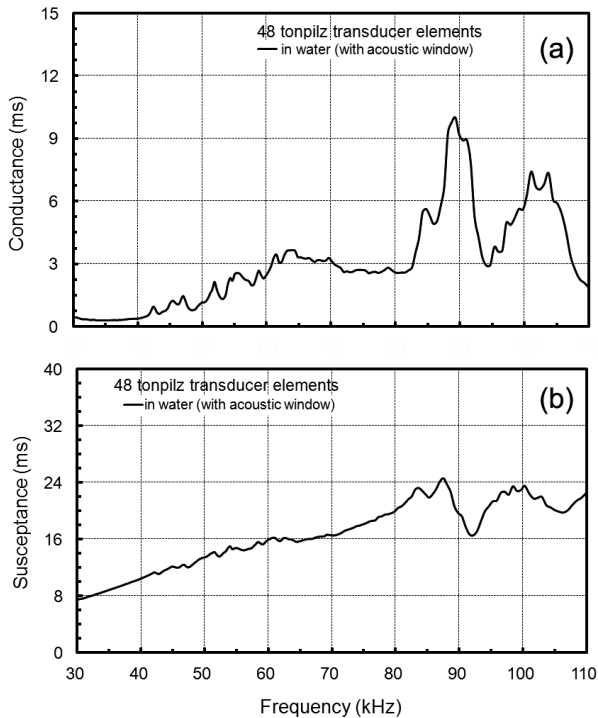 15
12
9
6
3
0
Conductance (ms)
48 tonpilz transducer elements
in water (with acoustic window)
(a)
40
32
24
16
8
0
Susceptance (ms)
48 tonpilz transducer elements
in water (with acoustic window)
(b)
30 40 50 60 70 80 90 100 110
Frequency (kHz)